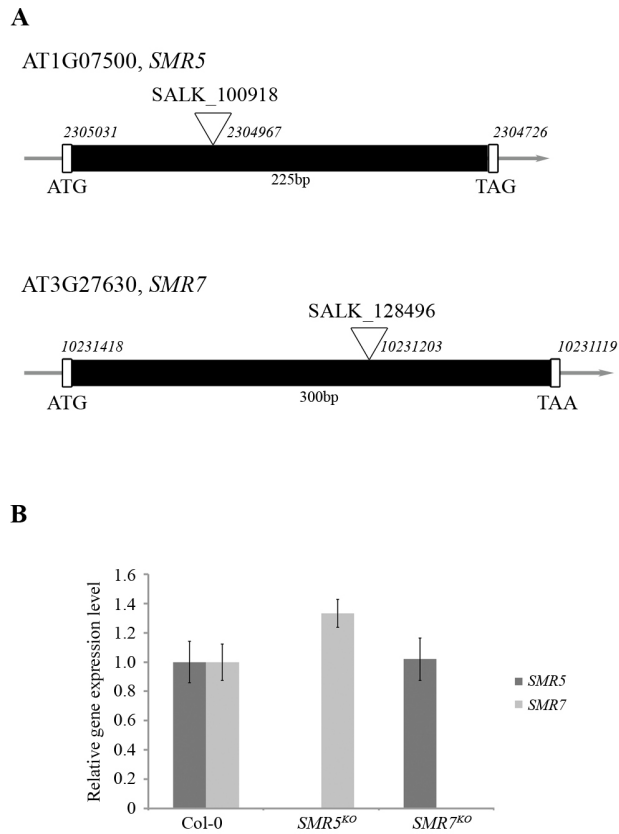 A
AT1G07500, SMR5
SALK_100918
2305031 2304967 2304726
225bp
ATG TAG
AT3G27630, SMR7
SALK_128496
10231418 10231203 10231119
300bp
ATG TAA
B
Relative gene expression level
1.6
1.4
1.2
1.0
0.8
0.6
0.4
0.2
0
Col-0 SMR5KO SMR7KO
SMR5
SMR7